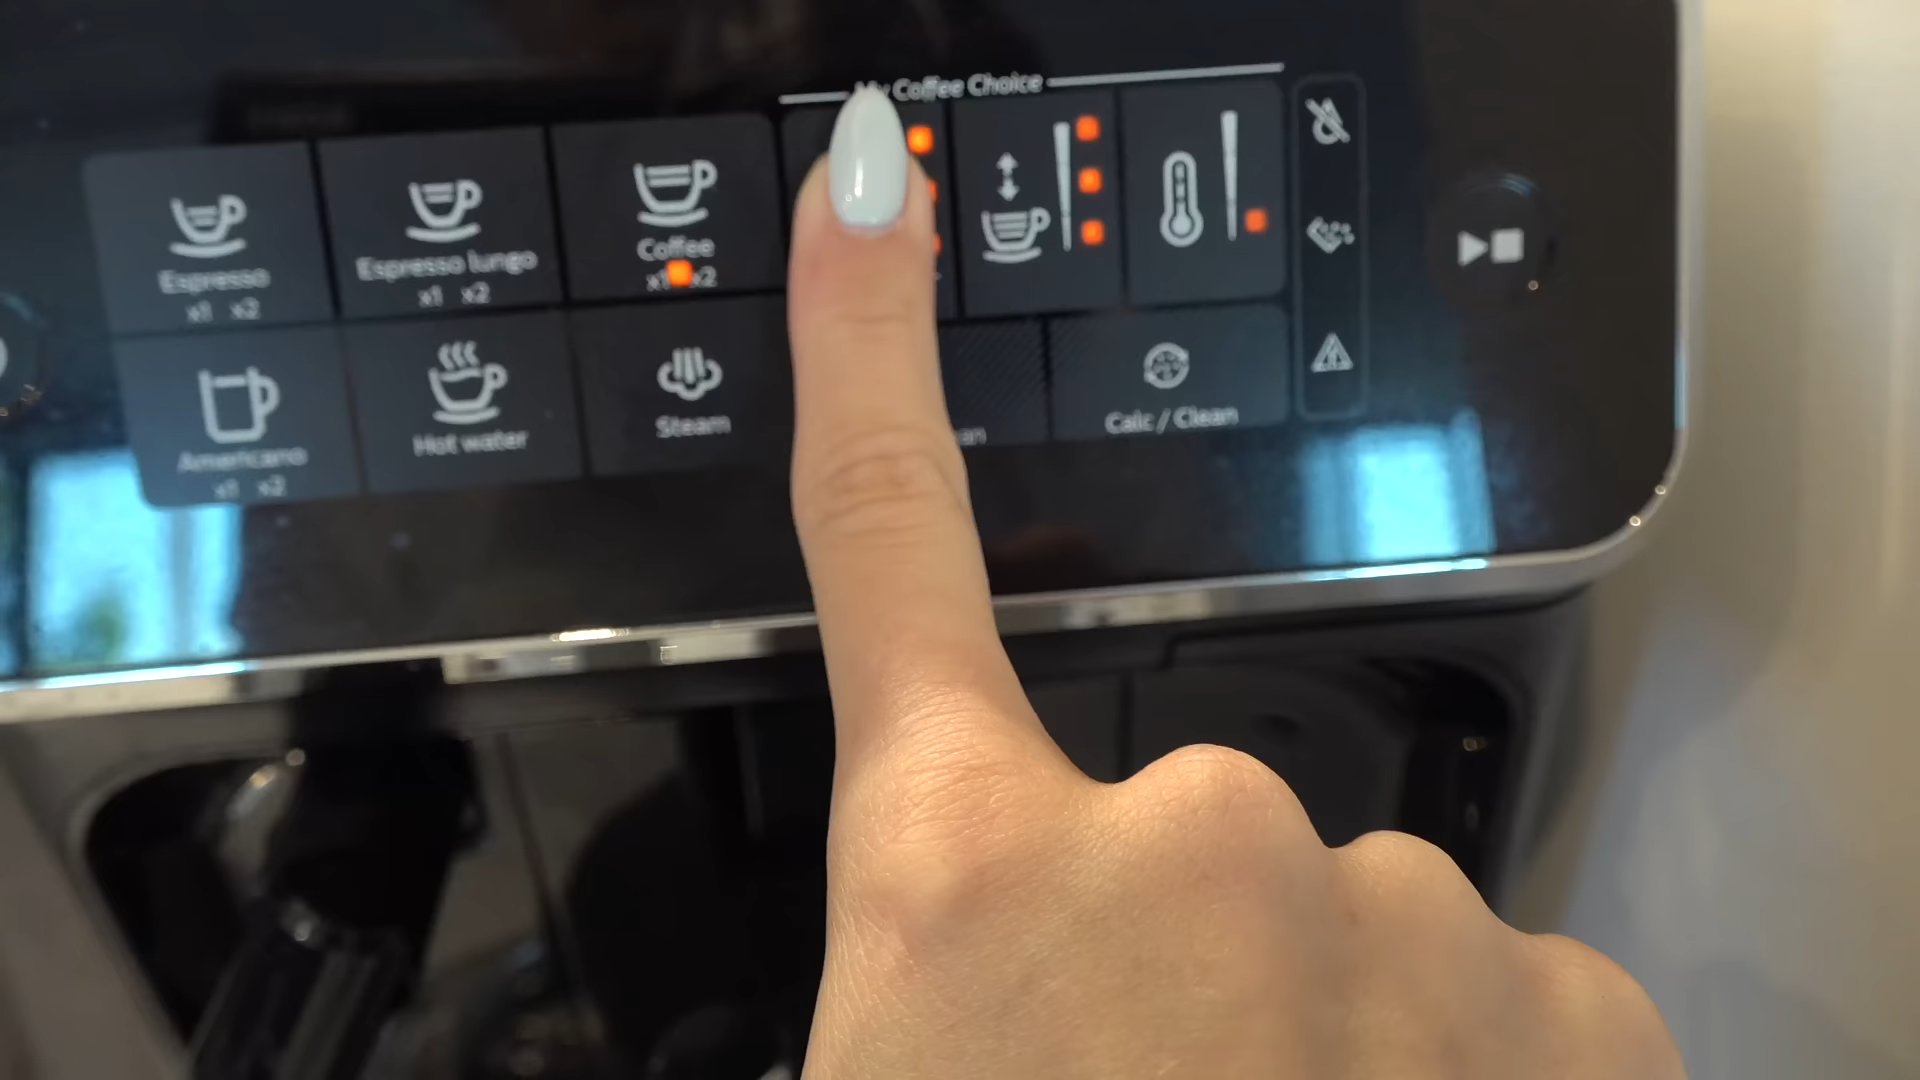 My Coffee Choice
Espresso
x1 x2
Espresso lungo
x1 x2
Coffee
x1 x2
Americano
x1 x2
Hot water
Steam
Calc / Clean